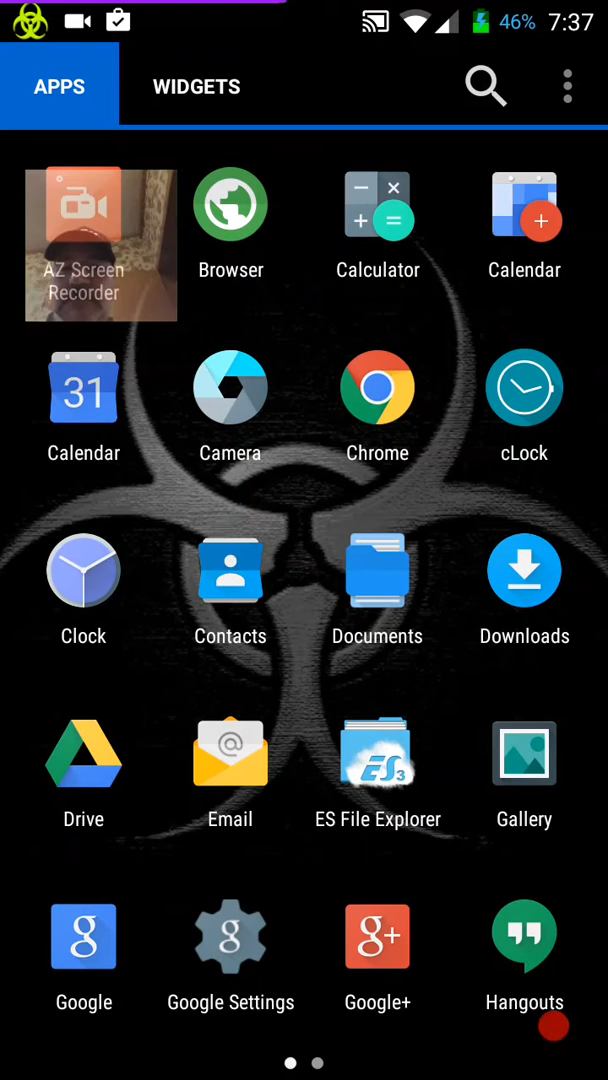 46% 7:37
APPS WIDGETS
AZ Screen
Recorder
Browser
Calculator
Calendar
31
Calendar
Camera
Chrome
cLock
Clock
Contacts
Documents
Downloads
Drive
@
Email
ES 3
ES File Explorer
Gallery
g
Google
g
Google Settings
g+
Google+
Hangouts